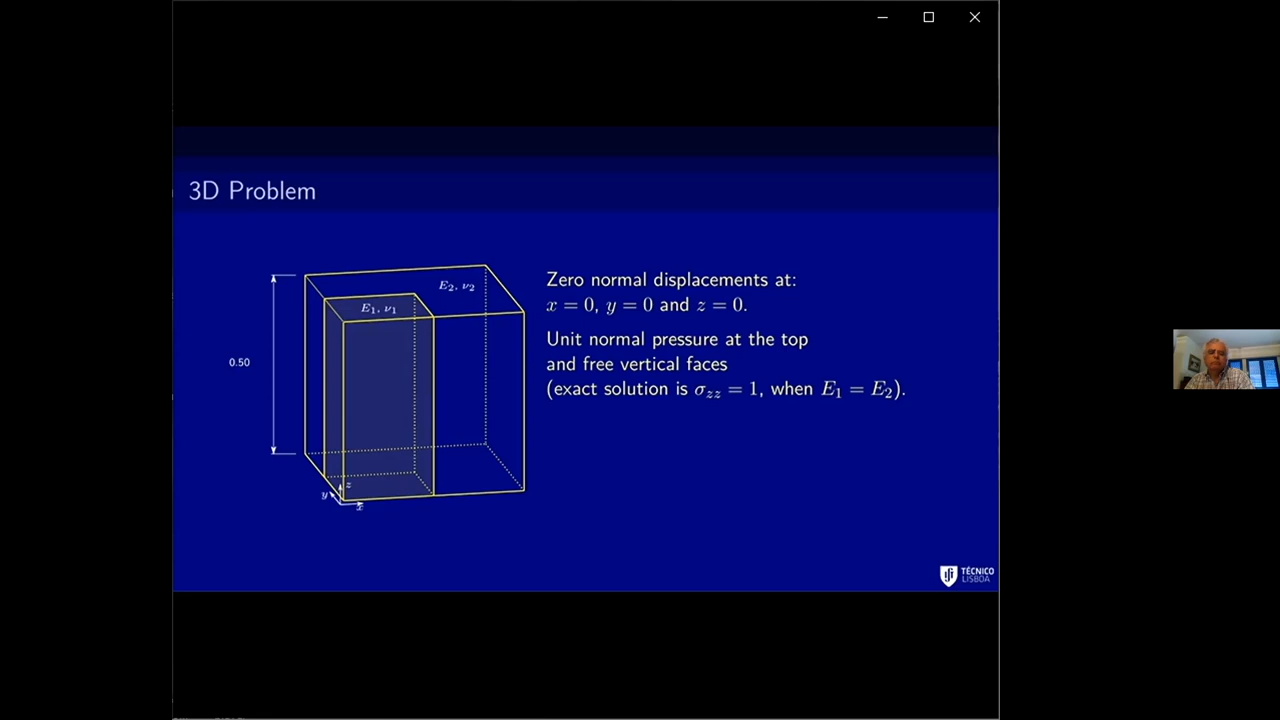 3D Problem
E₂, ν₂
E₁, ν₁
0.50
z
y
x
Zero normal displacements at:
x = 0, y = 0 and z = 0.
Unit normal pressure at the top
and free vertical faces
(exact solution is σzz = 1, when E₁ = E₂).
TÉCNICO
LISBOA